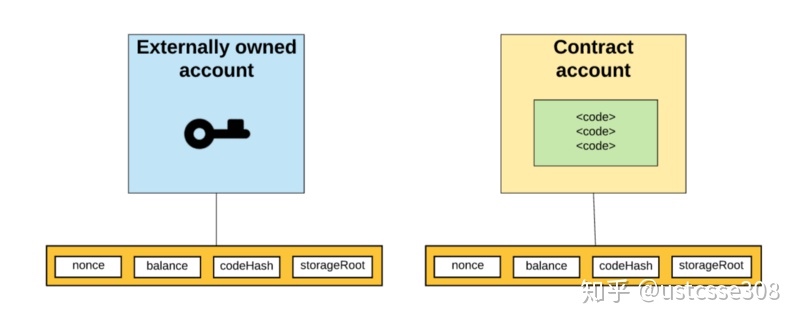 Externally owned
account
Contract
account
<code>
<code>
<code>
nonce
balance
codeHash
storageRoot
nonce
balance
codeHash
storageRoot
知乎 @ustcsse308